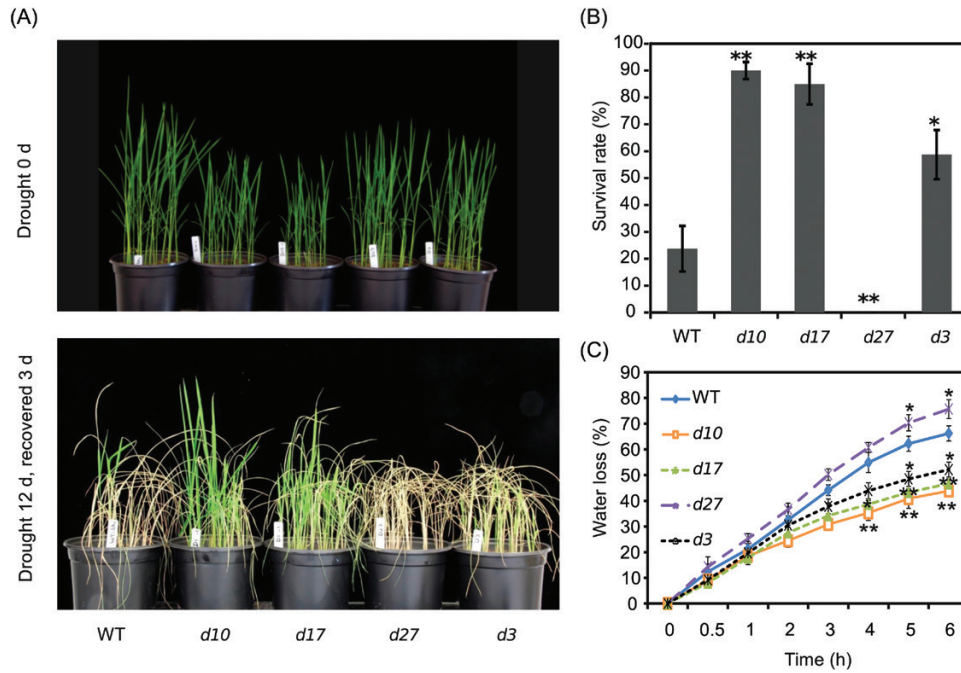 (A)
Drought 0 d
Drought 12 d, recovered 3 d
WT d10 d17 d27 d3
(B)
Survival rate (%)
100
90
80
70
60
50
40
30
20
10
0
** ** ** *
WT d10 d17 d27 d3
(C)
Water loss (%)
90
80
70
60
50
40
30
20
10
0
WT
d10
d17
d27
d3
* *
* *
** **
** ** **
0 0.5 1 2 3 4 5 6
Time (h)